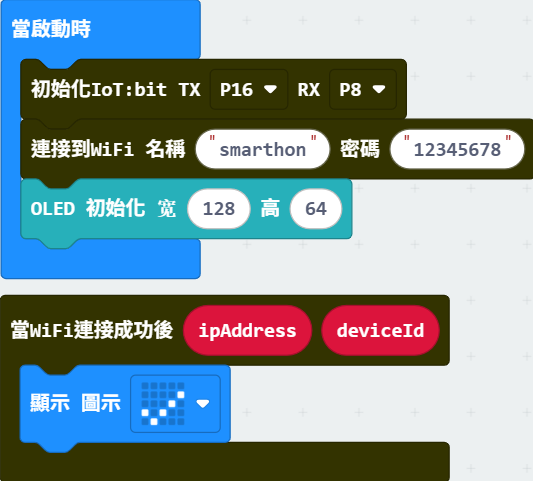 當啟動時
初始化IoT:bit TX P16 RX P8
連接到WiFi 名稱 "smarthon" 密碼 "12345678"
OLED 初始化 宽 128 高 64
當WiFi連接成功後 ipAddress deviceId
顯示 圖示